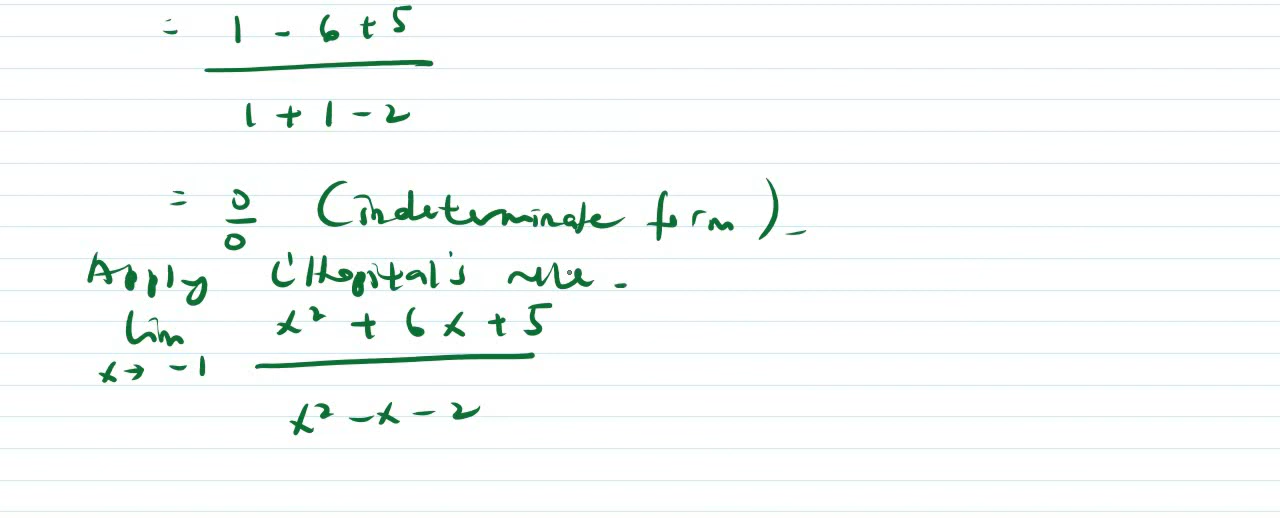 = 1 - 6 + 5
1 + 1 - 2
= 0/0 (indeterminate form).
Apply L'Hopital's rule.
lim x² + 6x + 5
x → -1
x² - x - 2